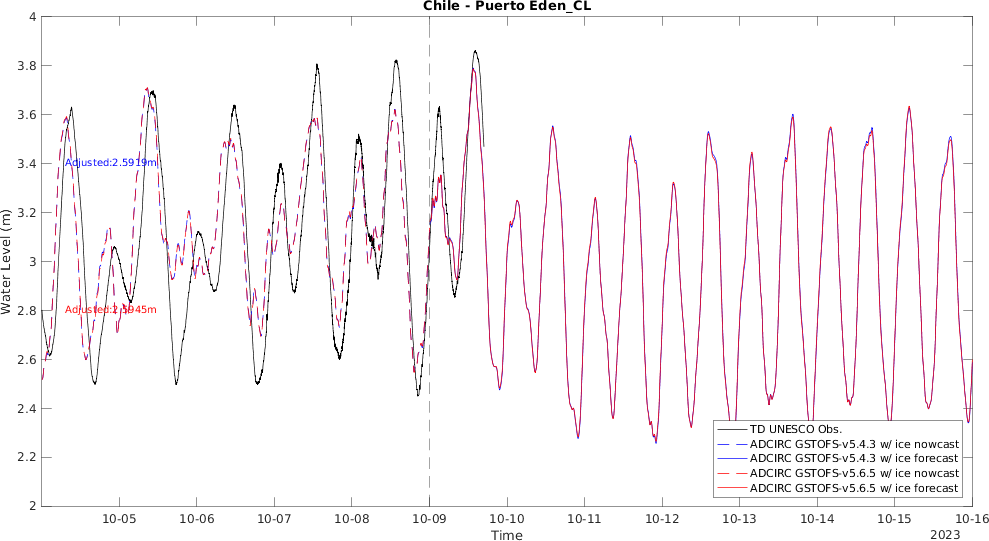 Chile - Puerto Eden_CL
4
3.8
3.6
3.4
3.2
3
2.8
2.6
2.4
2.2
2
Water Level (m)
Adjusted:2.5919m
Adjusted:2.5945m
TD UNESCO Obs.
ADCIRC GSTOFS-v5.4.3 w/ ice nowcast
ADCIRC GSTOFS-v5.4.3 w/ ice forecast
ADCIRC GSTOFS-v5.6.5 w/ ice nowcast
ADCIRC GSTOFS-v5.6.5 w/ ice forecast
10-05 10-06 10-07 10-08 10-09 10-10 10-11 10-12 10-13 10-14 10-15 10-16
Time
2023